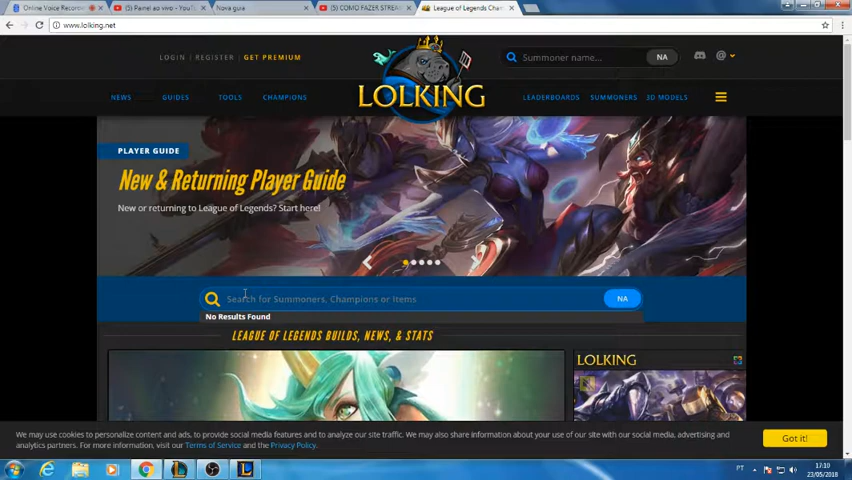 Online Voice Recorder
(5) Painel ao vivo - YouTu
Nova guia
(5) COMO FAZER STREA
League of Legends Cham
www.lolking.net
LOGIN | REGISTER | GET PREMIUM
Summoner name...
NA
NEWS
GUIDES
TOOLS
CHAMPIONS
LOLKING
LEADERBOARDS
SUMMONERS
3D MODELS
PLAYER GUIDE
New & Returning Player Guide
New or returning to League of Legends? Start here!
Search for Summoners, Champions or Items
NA
No Results Found
LEAGUE OF LEGENDS BUILDS, NEWS, & STATS
LOLKING
We may use cookies to personalize content and ads, to provide social media features and to analyze our site traffic. We may also share information about your use of our site with our social media, advertising and
analytics partners. For more information, visit our Terms of Service and the Privacy Policy.
Got it!
PT
17:10
23/05/2018